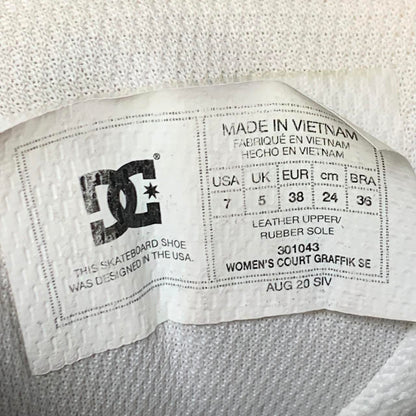 DC®
THIS SKATEBOARD SHOE
WAS DESIGNED IN THE USA.
MADE IN VIETNAM
FABRIQUÉ EN VIETNAM
HECHO EN VIETNAM
USA UK EUR cm BRA
7 5 38 24 36
LEATHER UPPER/
RUBBER SOLE
301043
WOMEN'S COURT GRAFFIK SE
AUG 20 SIV